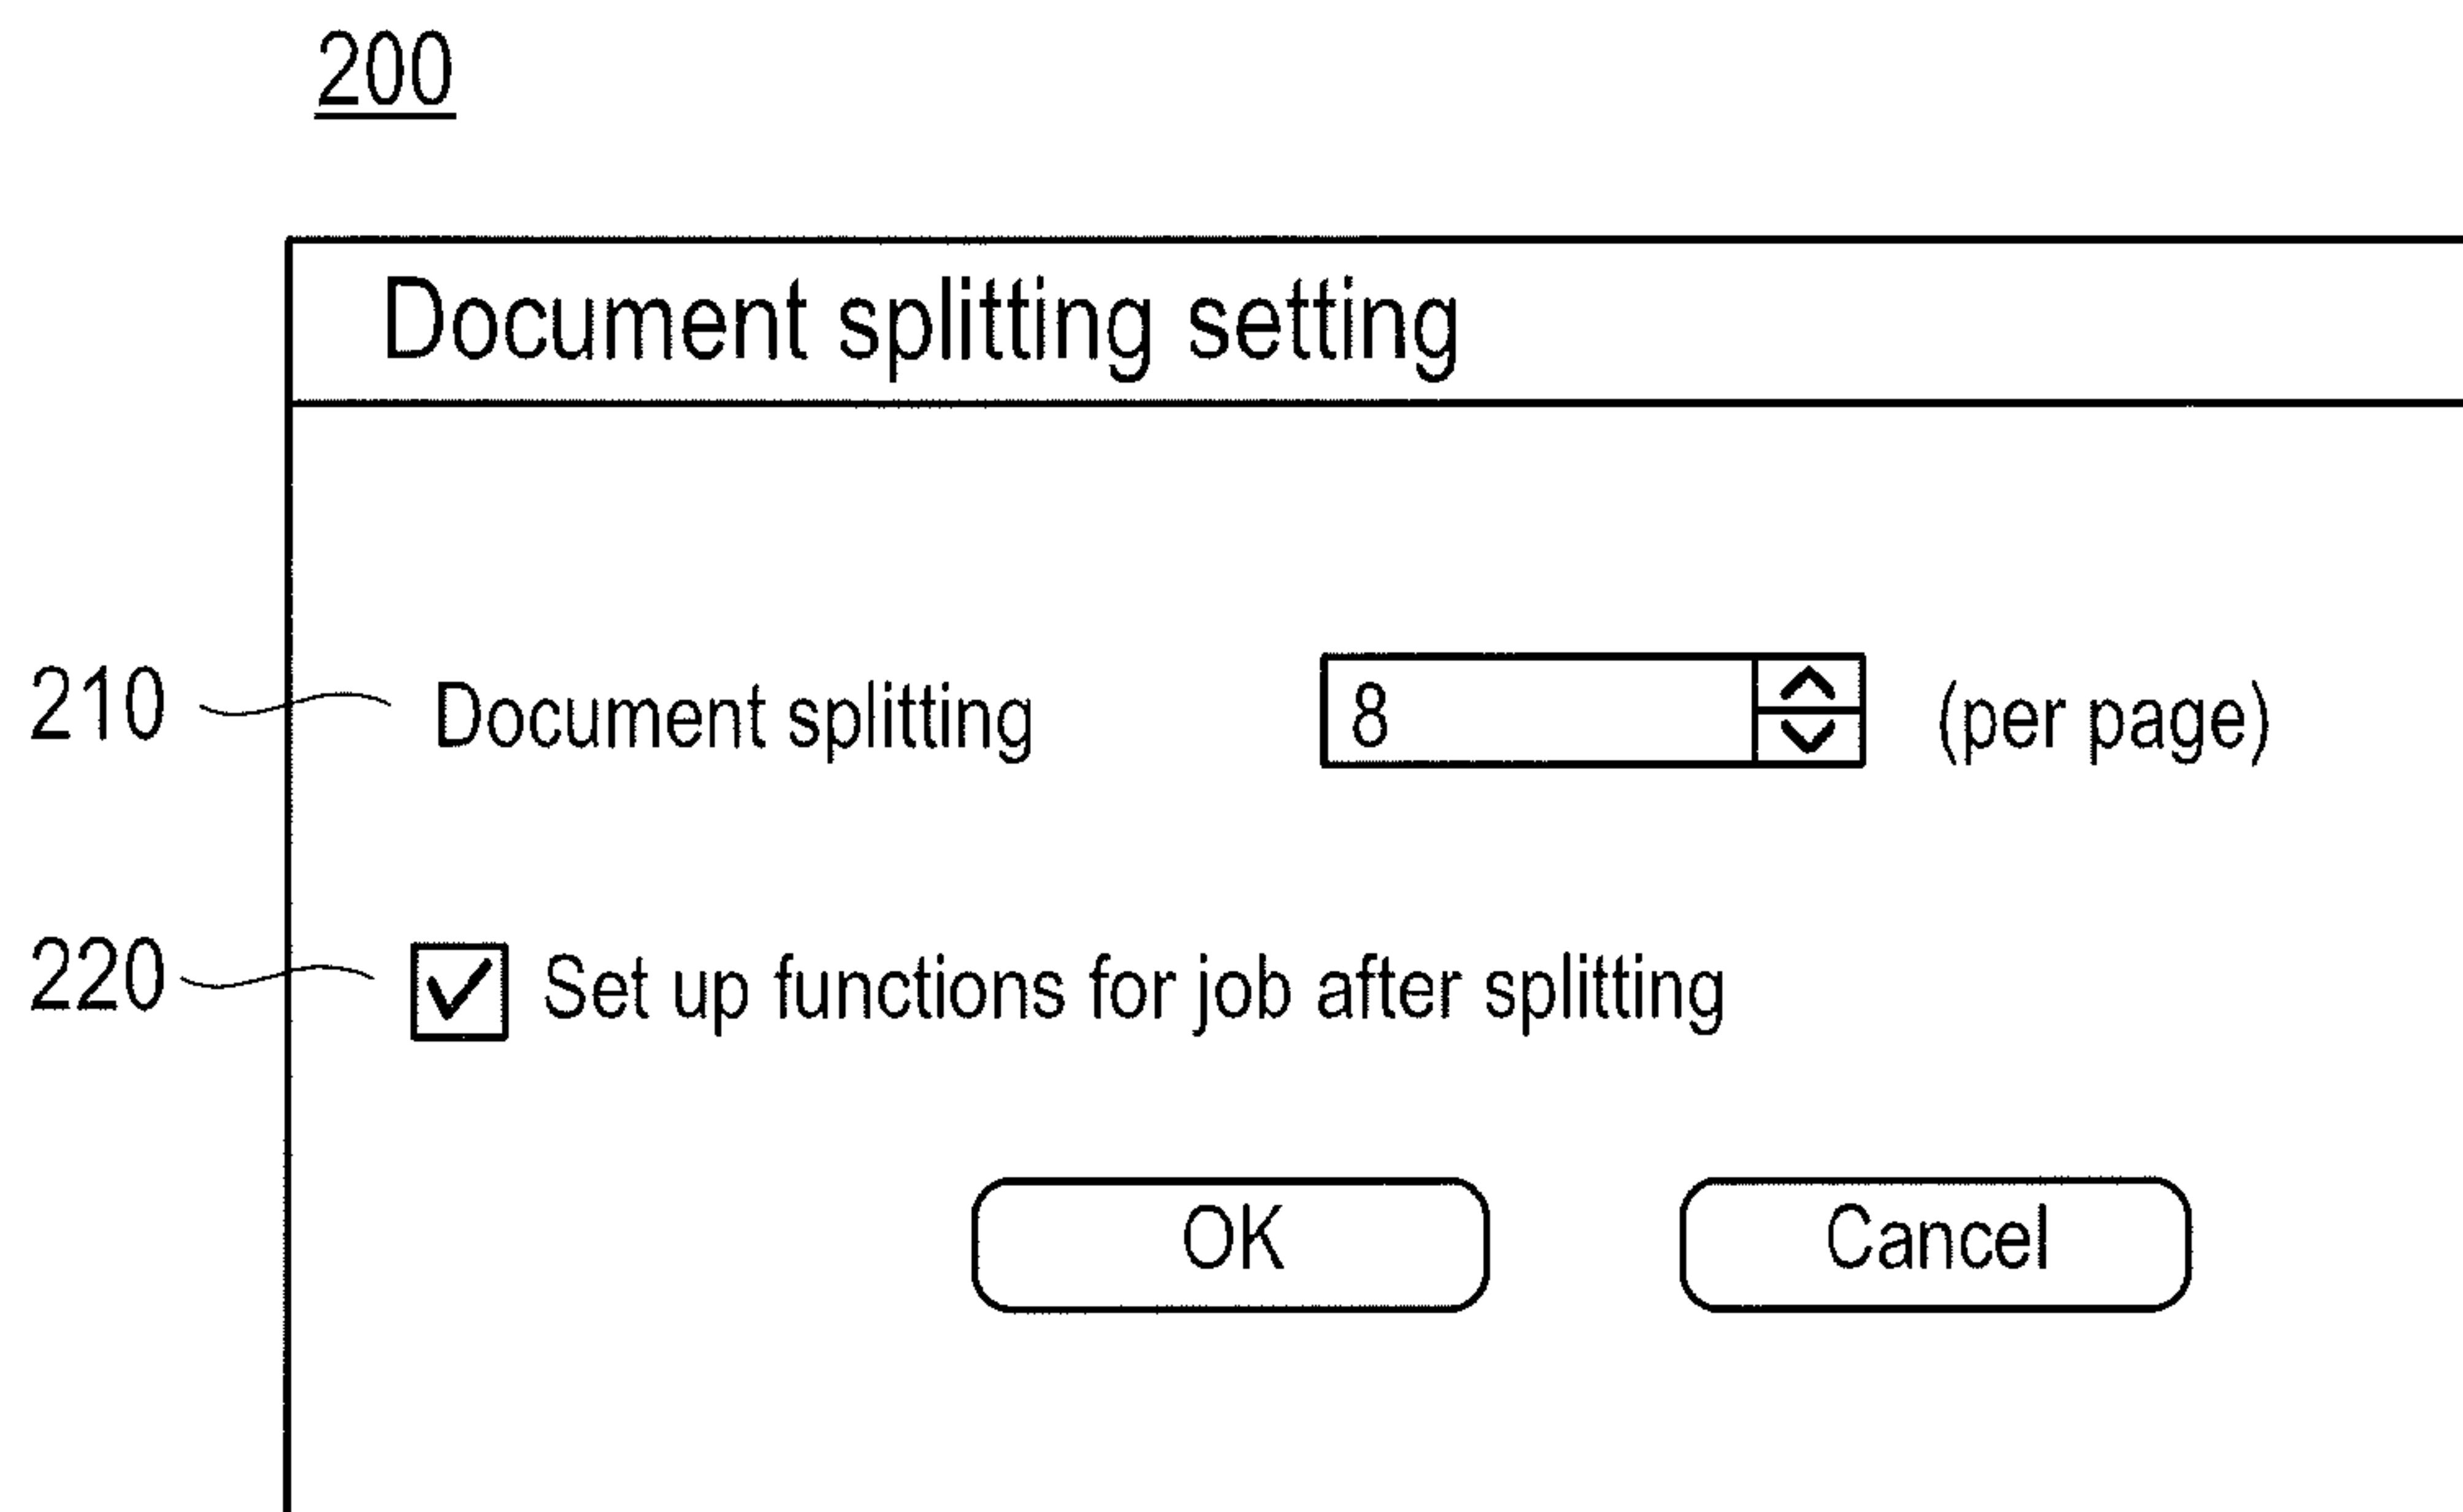 200
Document splitting setting
210 Document splitting 8 (per page)
220 Set up functions for job after splitting
OK Cancel